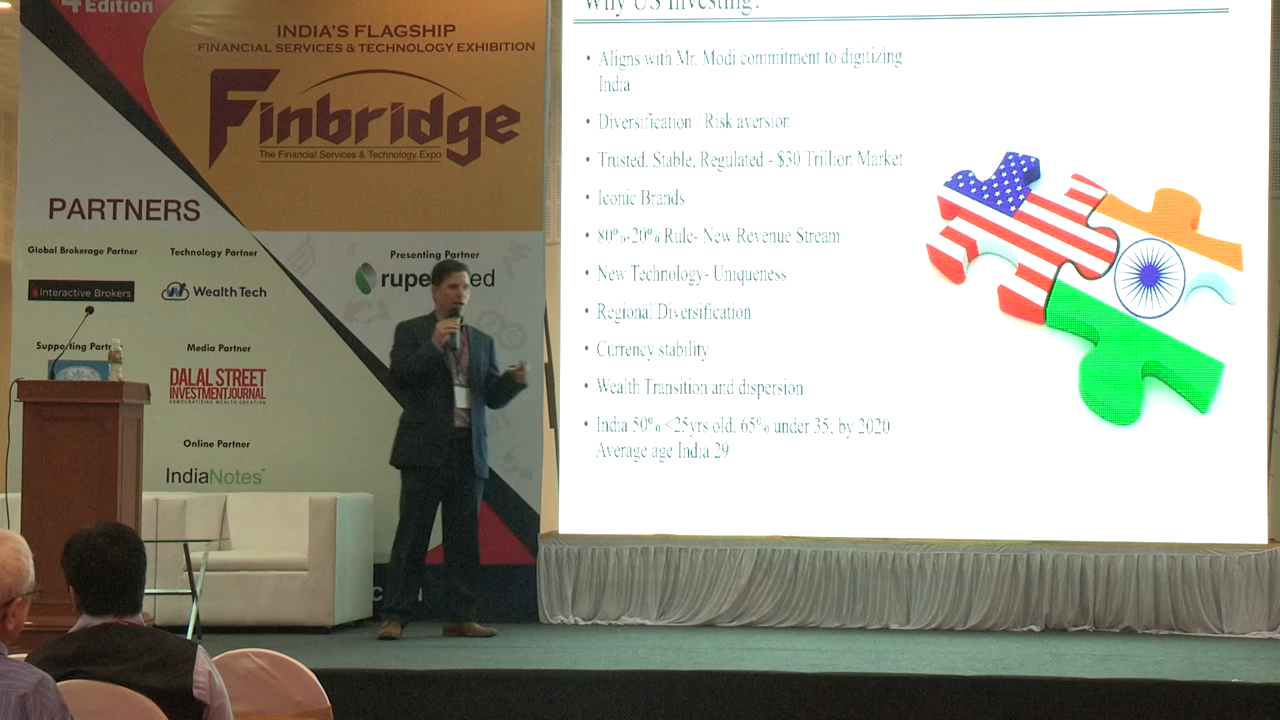 4
Edition
INDIA'S FLAGSHIP
FINANCIAL SERVICES & TECHNOLOGY EXHIBITION
Finbridge
The Financial Services & Technology Expo
PARTNERS
Global Brokerage Partner
Technology Partner
Presenting Partner
Interactive Brokers
WealthTech
Media Partner
DALAL STREET
INVESTMENT JOURNAL
DEMOCRATIZING WEALTH CREATION
Online Partner
IndiaNotes
Why US Investing?
• Aligns with Mr. Modi commitment to digitizing
India
• Diversification / Risk aversion
• Trusted, Stable, Regulated - $30 Trillion Market
• Iconic Brands
• 80%-20% Rule- New Revenue Stream
• New Technology- Uniqueness
• Regional Diversification
• Currency stability
• Wealth Transition and dispersion
• India 50% <25yrs old, 65% under 35; by 2020
Average age India 29